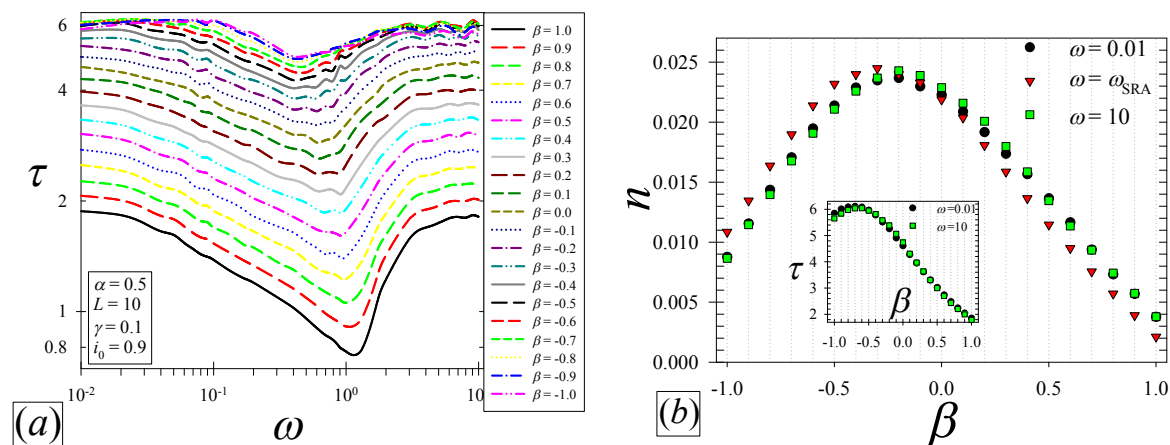 6
4
2
1
0.8
τ
10^-2
10^-1
10^0
10^1
ω
(a)
α = 0.5
L = 10
γ = 0.1
i₀ = 0.9
β = 1.0
β = 0.9
β = 0.8
β = 0.7
β = 0.6
β = 0.5
β = 0.4
β = 0.3
β = 0.2
β = 0.1
β = 0.0
β = -0.1
β = -0.2
β = -0.3
β = -0.4
β = -0.5
β = -0.6
β = -0.7
β = -0.8
β = -0.9
β = -1.0
0.025
0.020
0.015
0.010
0.005
0.000
n
-1.0 -0.5 0.0 0.5 1.0
β
(b)
ω = 0.01
ω = ω_SRA
ω = 10
6
5
4
3
2
τ
-1.0 -0.5 0.0 0.5 1.0
β
ω = 0.01
ω = 10